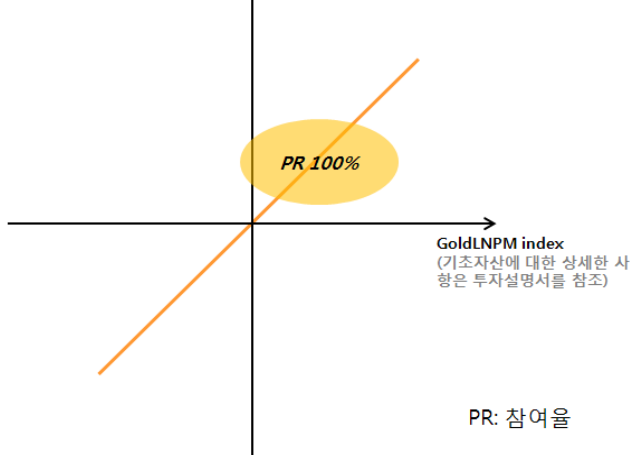 PR 100%
GoldLNPM index
(기초자산에 대한 상세한 사
항은 투자설명서를 참조)
PR: 참여율